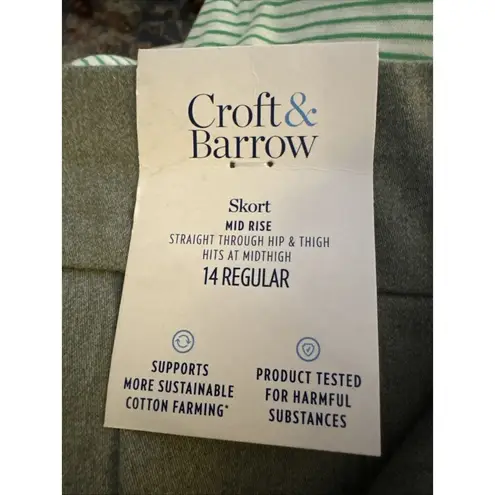 Croft&
Barrow
Skort
MID RISE
STRAIGHT THROUGH HIP & THIGH
HITS AT MIDTHIGH
14 REGULAR
SUPPORTS
MORE SUSTAINABLE
COTTON FARMING*
PRODUCT TESTED
FOR HARMFUL
SUBSTANCES